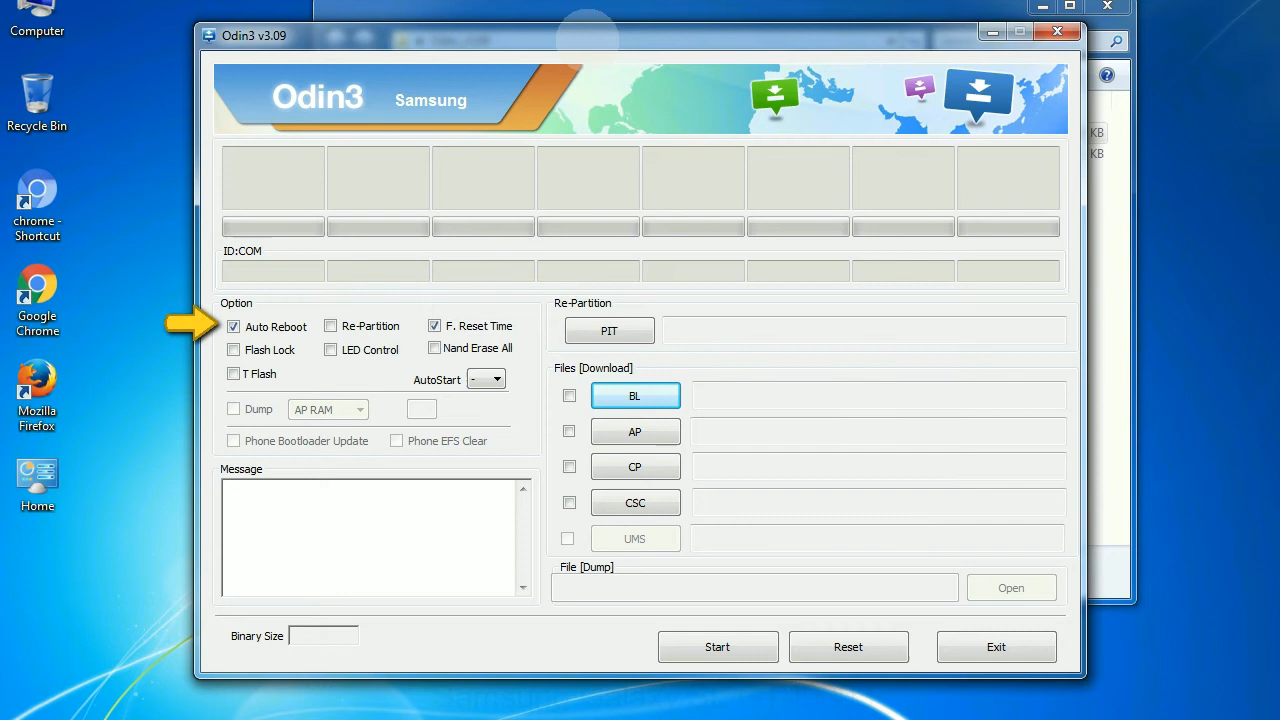 Computer
Recycle Bin
chrome -
Shortcut
Google
Chrome
Mozilla
Firefox
Home
Odin3 v3.09
Odin3 Samsung
KB
KB
ID:COM
Option
Auto Reboot Re-Partition F. Reset Time
Flash Lock LED Control Nand Erase All
T Flash
AutoStart -
Dump AP RAM
Phone Bootloader Update Phone EFS Clear
Message
Re-Partition
PIT
Files [Download]
BL
AP
CP
CSC
UMS
File [Dump]
Open
Binary Size
Start Reset Exit